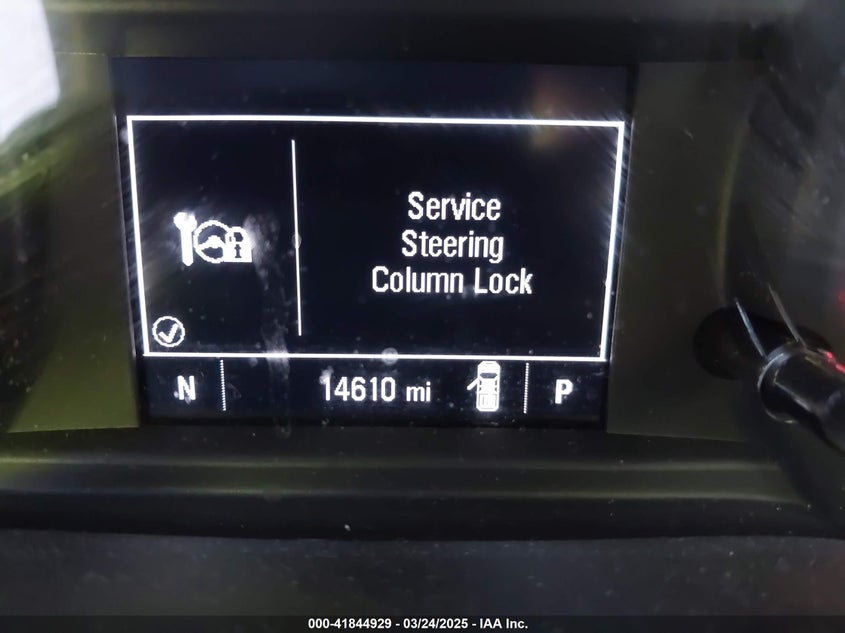 Service
Steering
Column Lock
N 14610 mi P
000-41844929 - 03/24/2025 - IAA Inc.